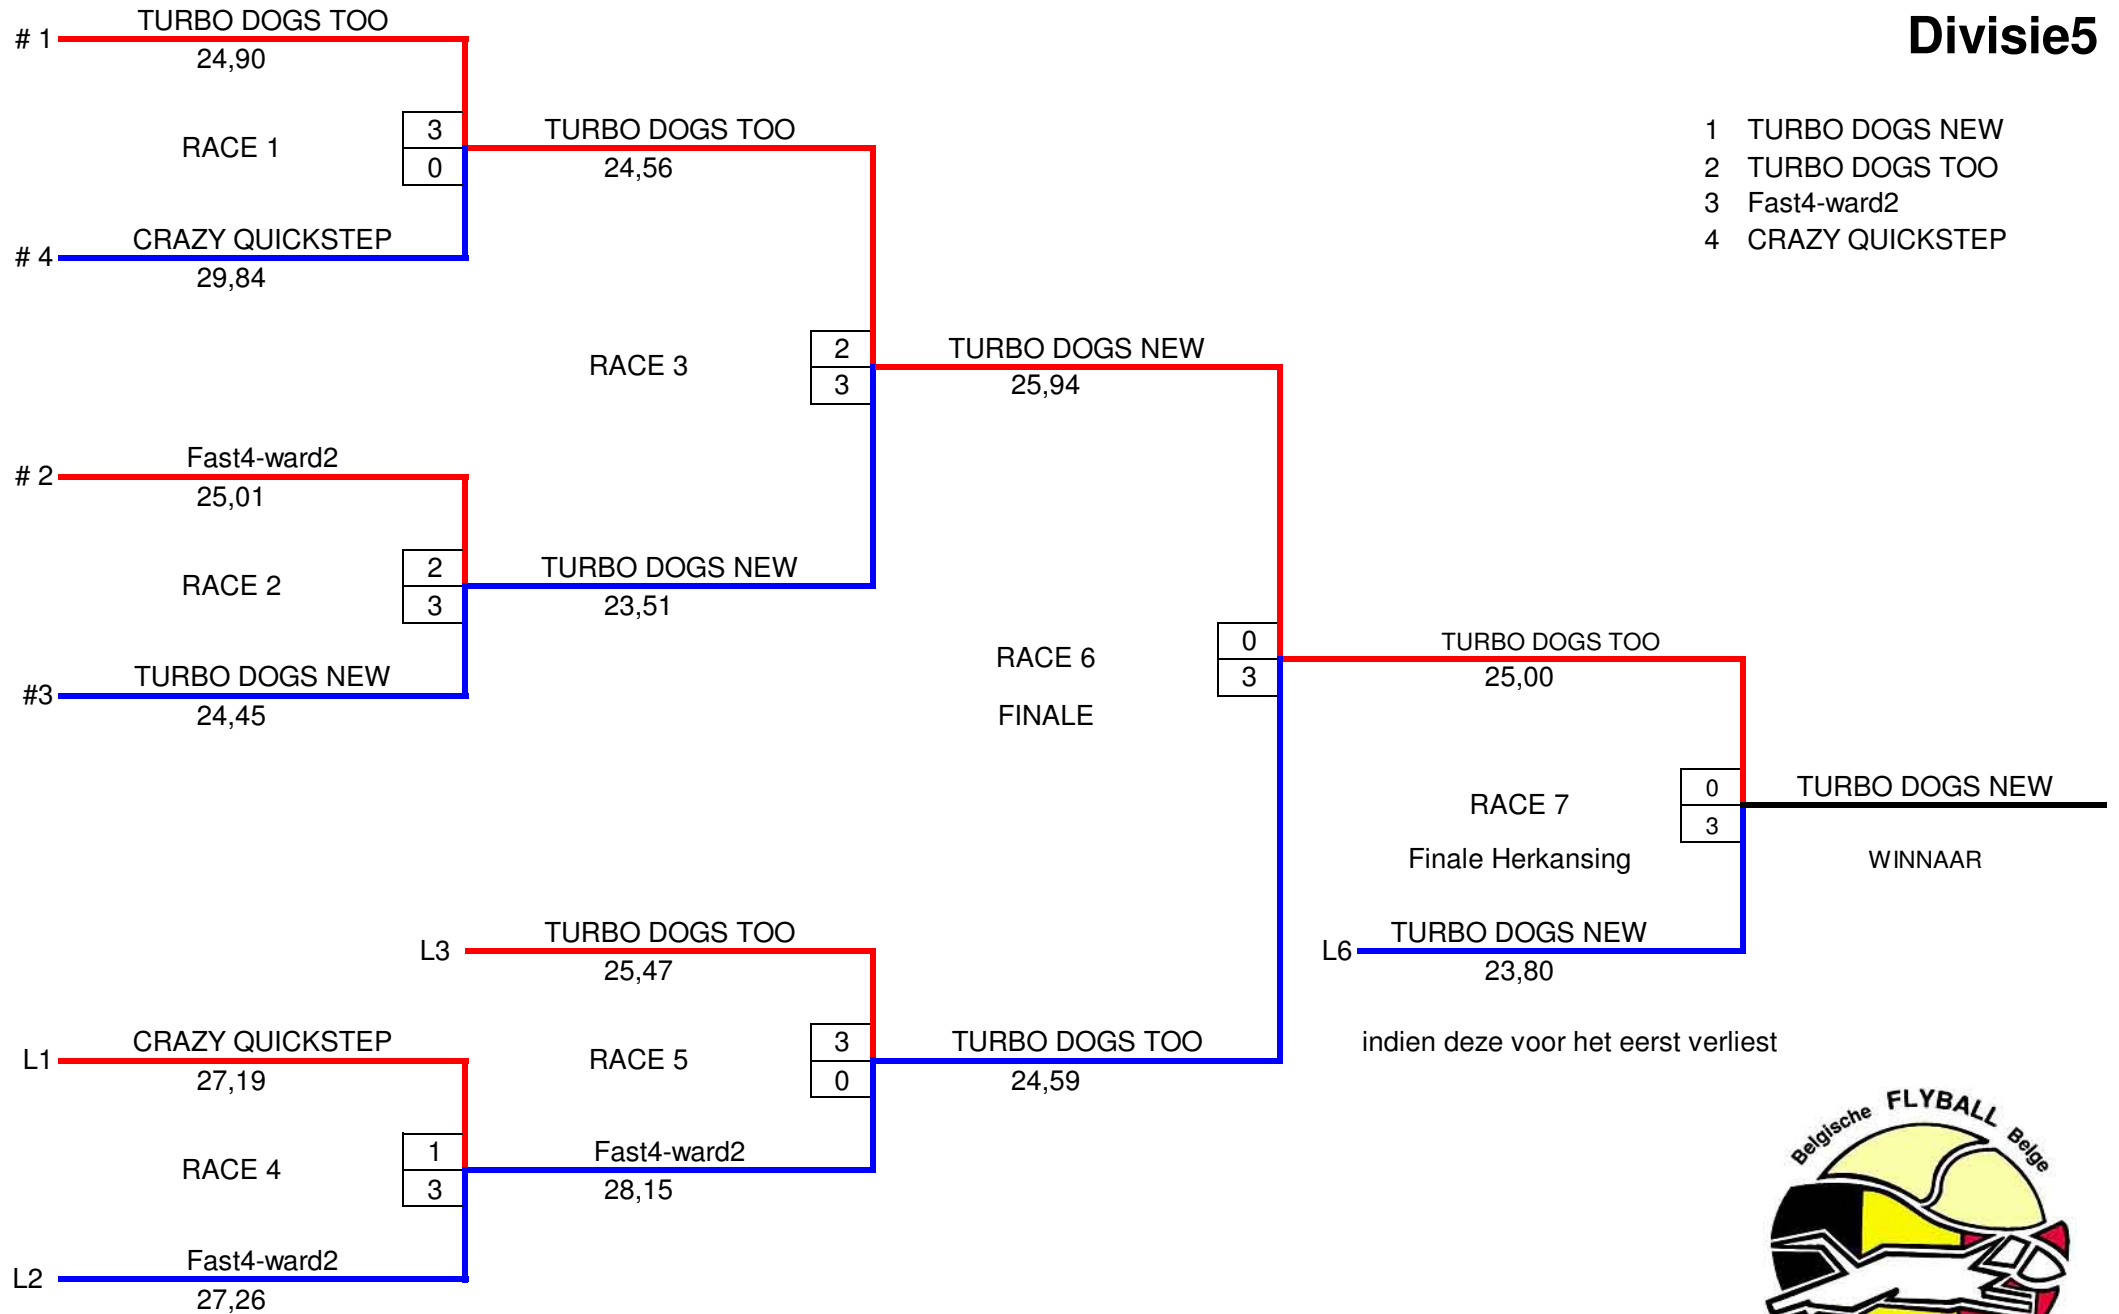 Divisie5
# 1 TURBO DOGS TOO
24,90
RACE 1
3
0
# 4 CRAZY QUICKSTEP
29,84
TURBO DOGS TOO
24,56
1 TURBO DOGS NEW
2 TURBO DOGS TOO
3 Fast4-ward2
4 CRAZY QUICKSTEP
RACE 3
2
3
TURBO DOGS NEW
25,94
# 2 Fast4-ward2
25,01
RACE 2
2
3
#3 TURBO DOGS NEW
24,45
TURBO DOGS NEW
23,51
RACE 6
0
3
FINALE
TURBO DOGS TOO
25,00
RACE 7
0
3
Finale Herkansing
TURBO DOGS NEW
WINNAAR
L6 TURBO DOGS NEW
23,80
indien deze voor het eerst verliest
L3 TURBO DOGS TOO
25,47
RACE 5
3
0
TURBO DOGS TOO
24,59
L1 CRAZY QUICKSTEP
27,19
RACE 4
1
3
Fast4-ward2
28,15
L2 Fast4-ward2
27,26
Belgische FLYBALL Belge